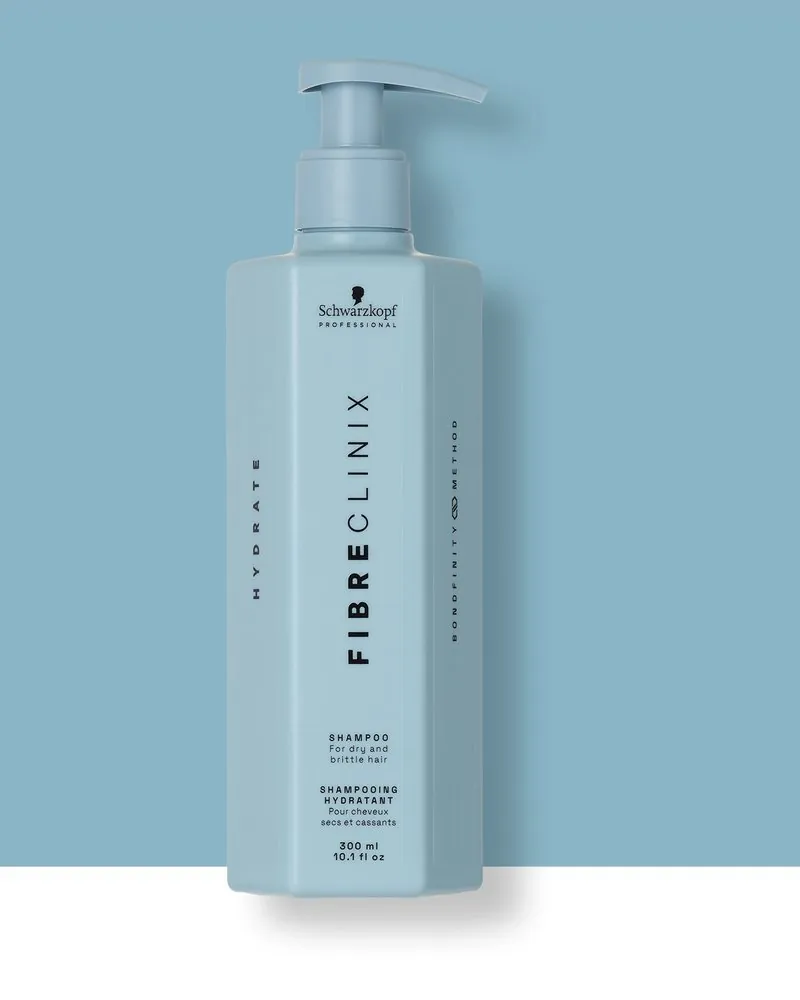 Schwarzkopf
PROFESSIONAL
HYDRATE
FIBRECLINIX
BONDFINITY METHOD
SHAMPOO
For dry and
brittle hair
SHAMPOOING
HYDRATANT
Pour cheveux
secs et cassants
300 ml
10.1 fl oz